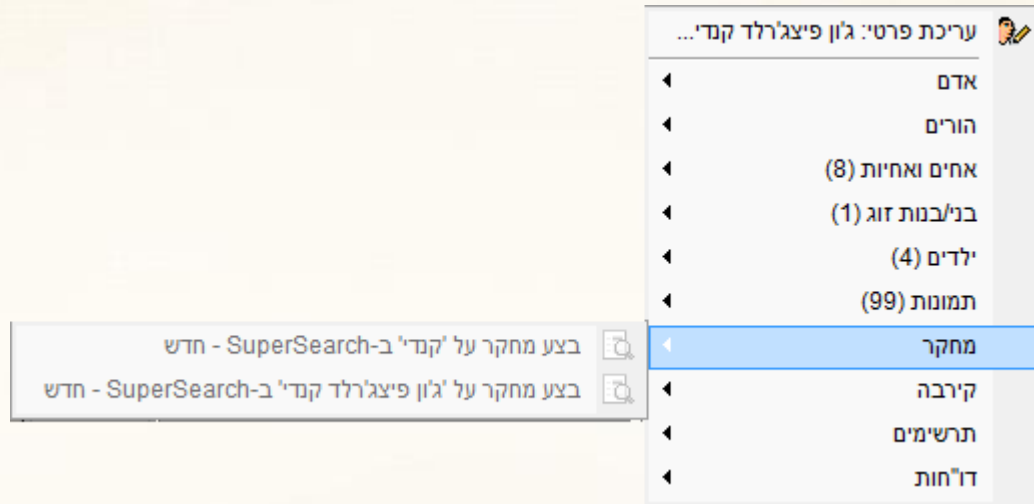 עריכת פרטי: ג'ון פיצג'רלד קנדי...
אדם
הורים
אחים ואחיות (8)
בני/בנות זוג (1)
ילדים (4)
תמונות (99)
מחקר
בצע מחקר על 'קנדי' ב-SuperSearch - חדש
בצע מחקר על 'ג'ון פיצג'רלד קנדי' ב-SuperSearch - חדש
קירבה
תרשימים
דו"חות